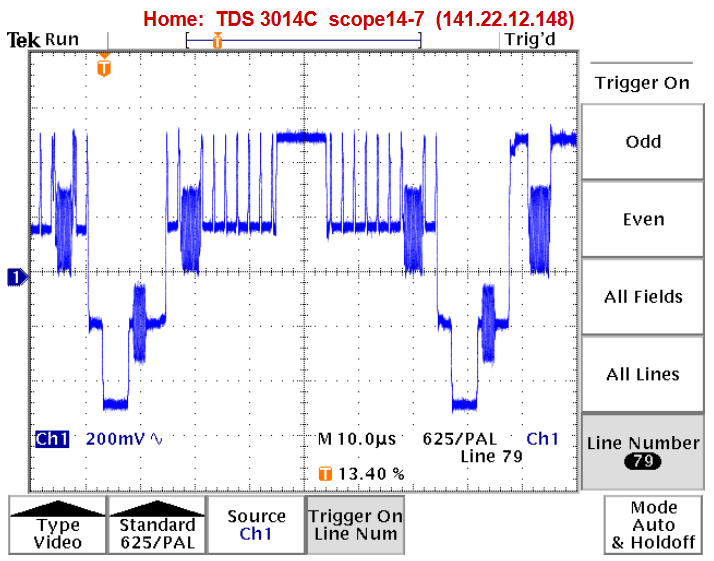 Home: TDS 3014C scope14-7 (141.22.12.148)
Tek Run
Trig'd
T
T
Trigger On
Odd
Even
1
All Fields
All Lines
Ch1 200mV∿ M 10.0µs 625/PAL Ch1
Line 79
T 13.40 %
Line Number
79
Type
Video
Standard
625/PAL
Source
Ch1
Trigger On
Line Num
Mode
Auto
& Holdoff